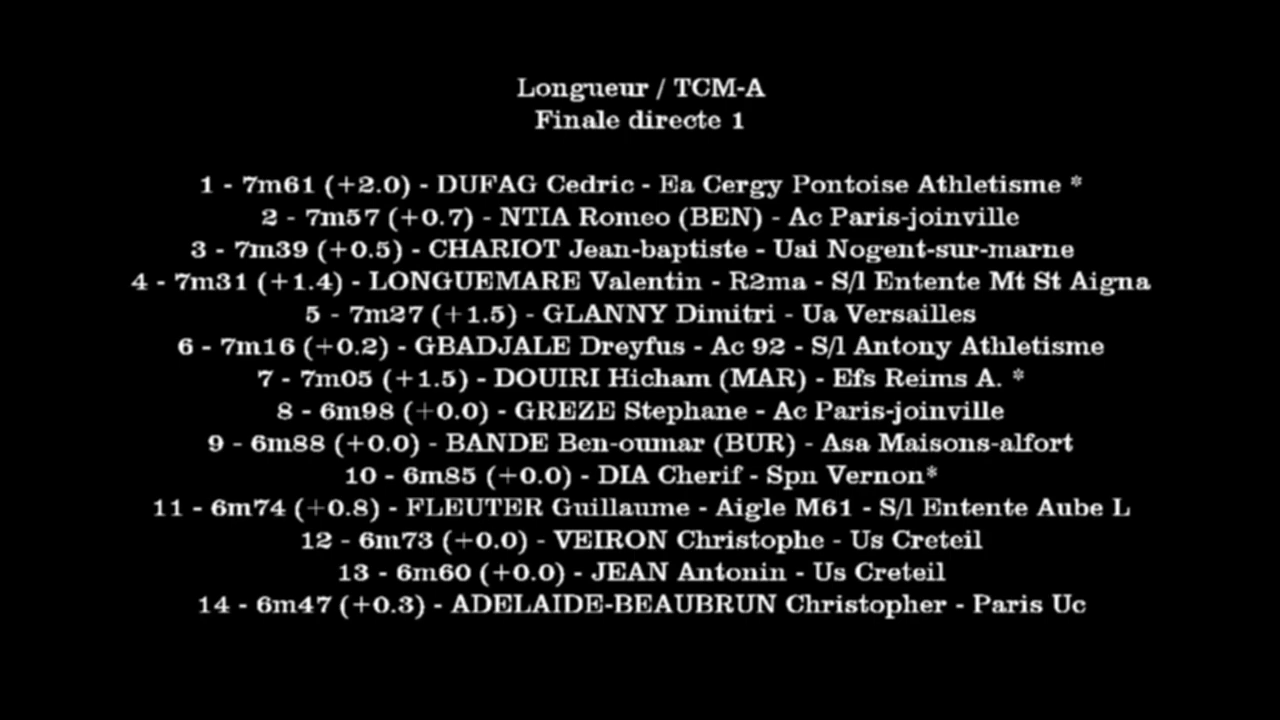 Longueur / TCM-A
Finale directe 1
1 - 7m61 (+2.0) - DUFAG Cedric - Ea Cergy Pontoise Athletisme *
2 - 7m57 (+0.7) - NTIA Romeo (BEN) - Ac Paris-joinville
3 - 7m39 (+0.5) - CHARIOT Jean-baptiste - Uai Nogent-sur-marne
4 - 7m31 (+1.4) - LONGUEMARE Valentin - R2ma - S/l Entente Mt St Aigna
5 - 7m27 (+1.5) - GLANNY Dimitri - Ua Versailles
6 - 7m16 (+0.2) - GBADJALE Dreyfus - Ac 92 - S/l Antony Athletisme
7 - 7m05 (+1.5) - DOUIRI Hicham (MAR) - Efs Reims A. *
8 - 6m98 (+0.0) - GREZE Stephane - Ac Paris-joinville
9 - 6m88 (+0.0) - BANDE Ben-oumar (BUR) - Asa Maisons-alfort
10 - 6m85 (+0.0) - DIA Cherif - Spn Vernon*
11 - 6m74 (+0.8) - FLEUTER Guillaume - Aigle M61 - S/l Entente Aube L
12 - 6m73 (+0.0) - VEIRON Christophe - Us Creteil
13 - 6m60 (+0.0) - JEAN Antonin - Us Creteil
14 - 6m47 (+0.3) - ADELAIDE-BEAUBRUN Christopher - Paris Uc